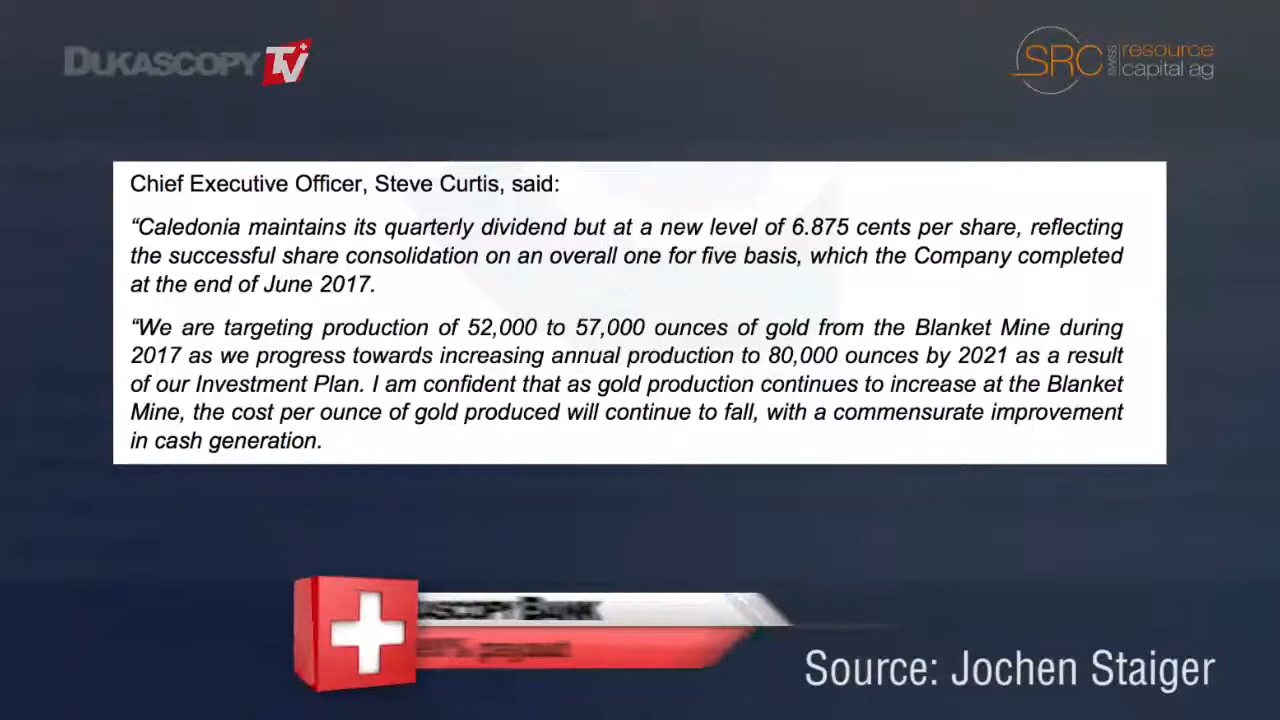 DUKASCOPY TV
SRC swiss resource capital ag
Chief Executive Officer, Steve Curtis, said:
“Caledonia maintains its quarterly dividend but at a new level of 6.875 cents per share, reflecting
the successful share consolidation on an overall one for five basis, which the Company completed
at the end of June 2017.
“We are targeting production of 52,000 to 57,000 ounces of gold from the Blanket Mine during
2017 as we progress towards increasing annual production to 80,000 ounces by 2021 as a result
of our Investment Plan. I am confident that as gold production continues to increase at the Blanket
Mine, the cost per ounce of gold produced will continue to fall, with a commensurate improvement
in cash generation.
BANK
Source: Jochen Staiger